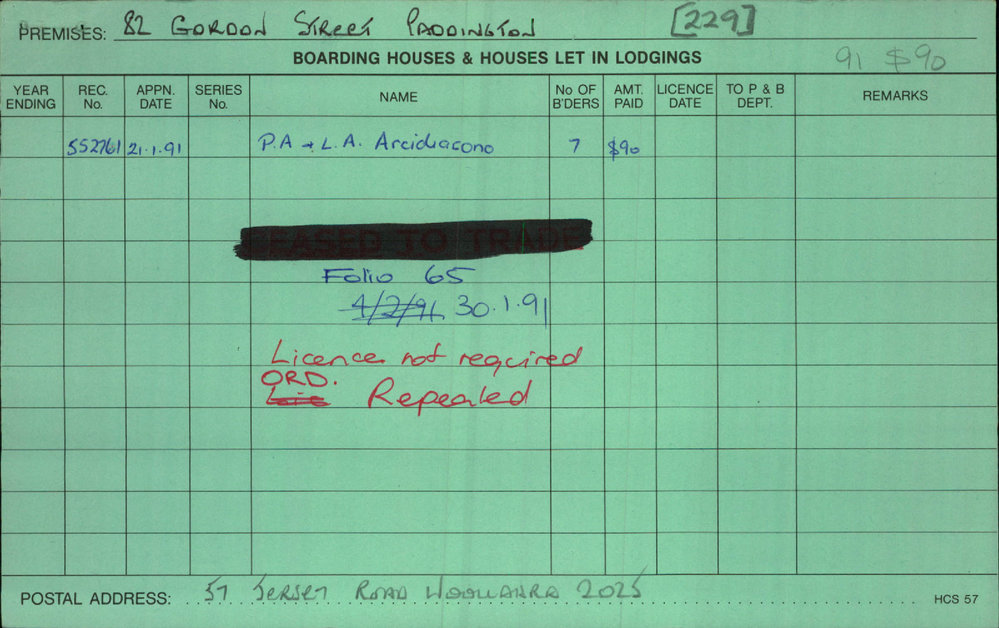 PREMISES: 82 GORDON STREET PADDINGTON [229]
BOARDING HOUSES & HOUSES LET IN LODGINGS 91 $90
YEAR ENDING REC. No. APPN. DATE SERIES No. NAME No OF B'DERS AMT. PAID LICENCE DATE TO P & B DEPT. REMARKS
552761 21.1.91 P.A + L.A. Arcidiacono 7 $90
CEASED TO TRADE
Folio 65
4/2/91 30.1.91
Licence not required
ORD.
Repealed
POSTAL ADDRESS: 57 JERSEY ROAD WOOLLAHRA 2025 HCS 57